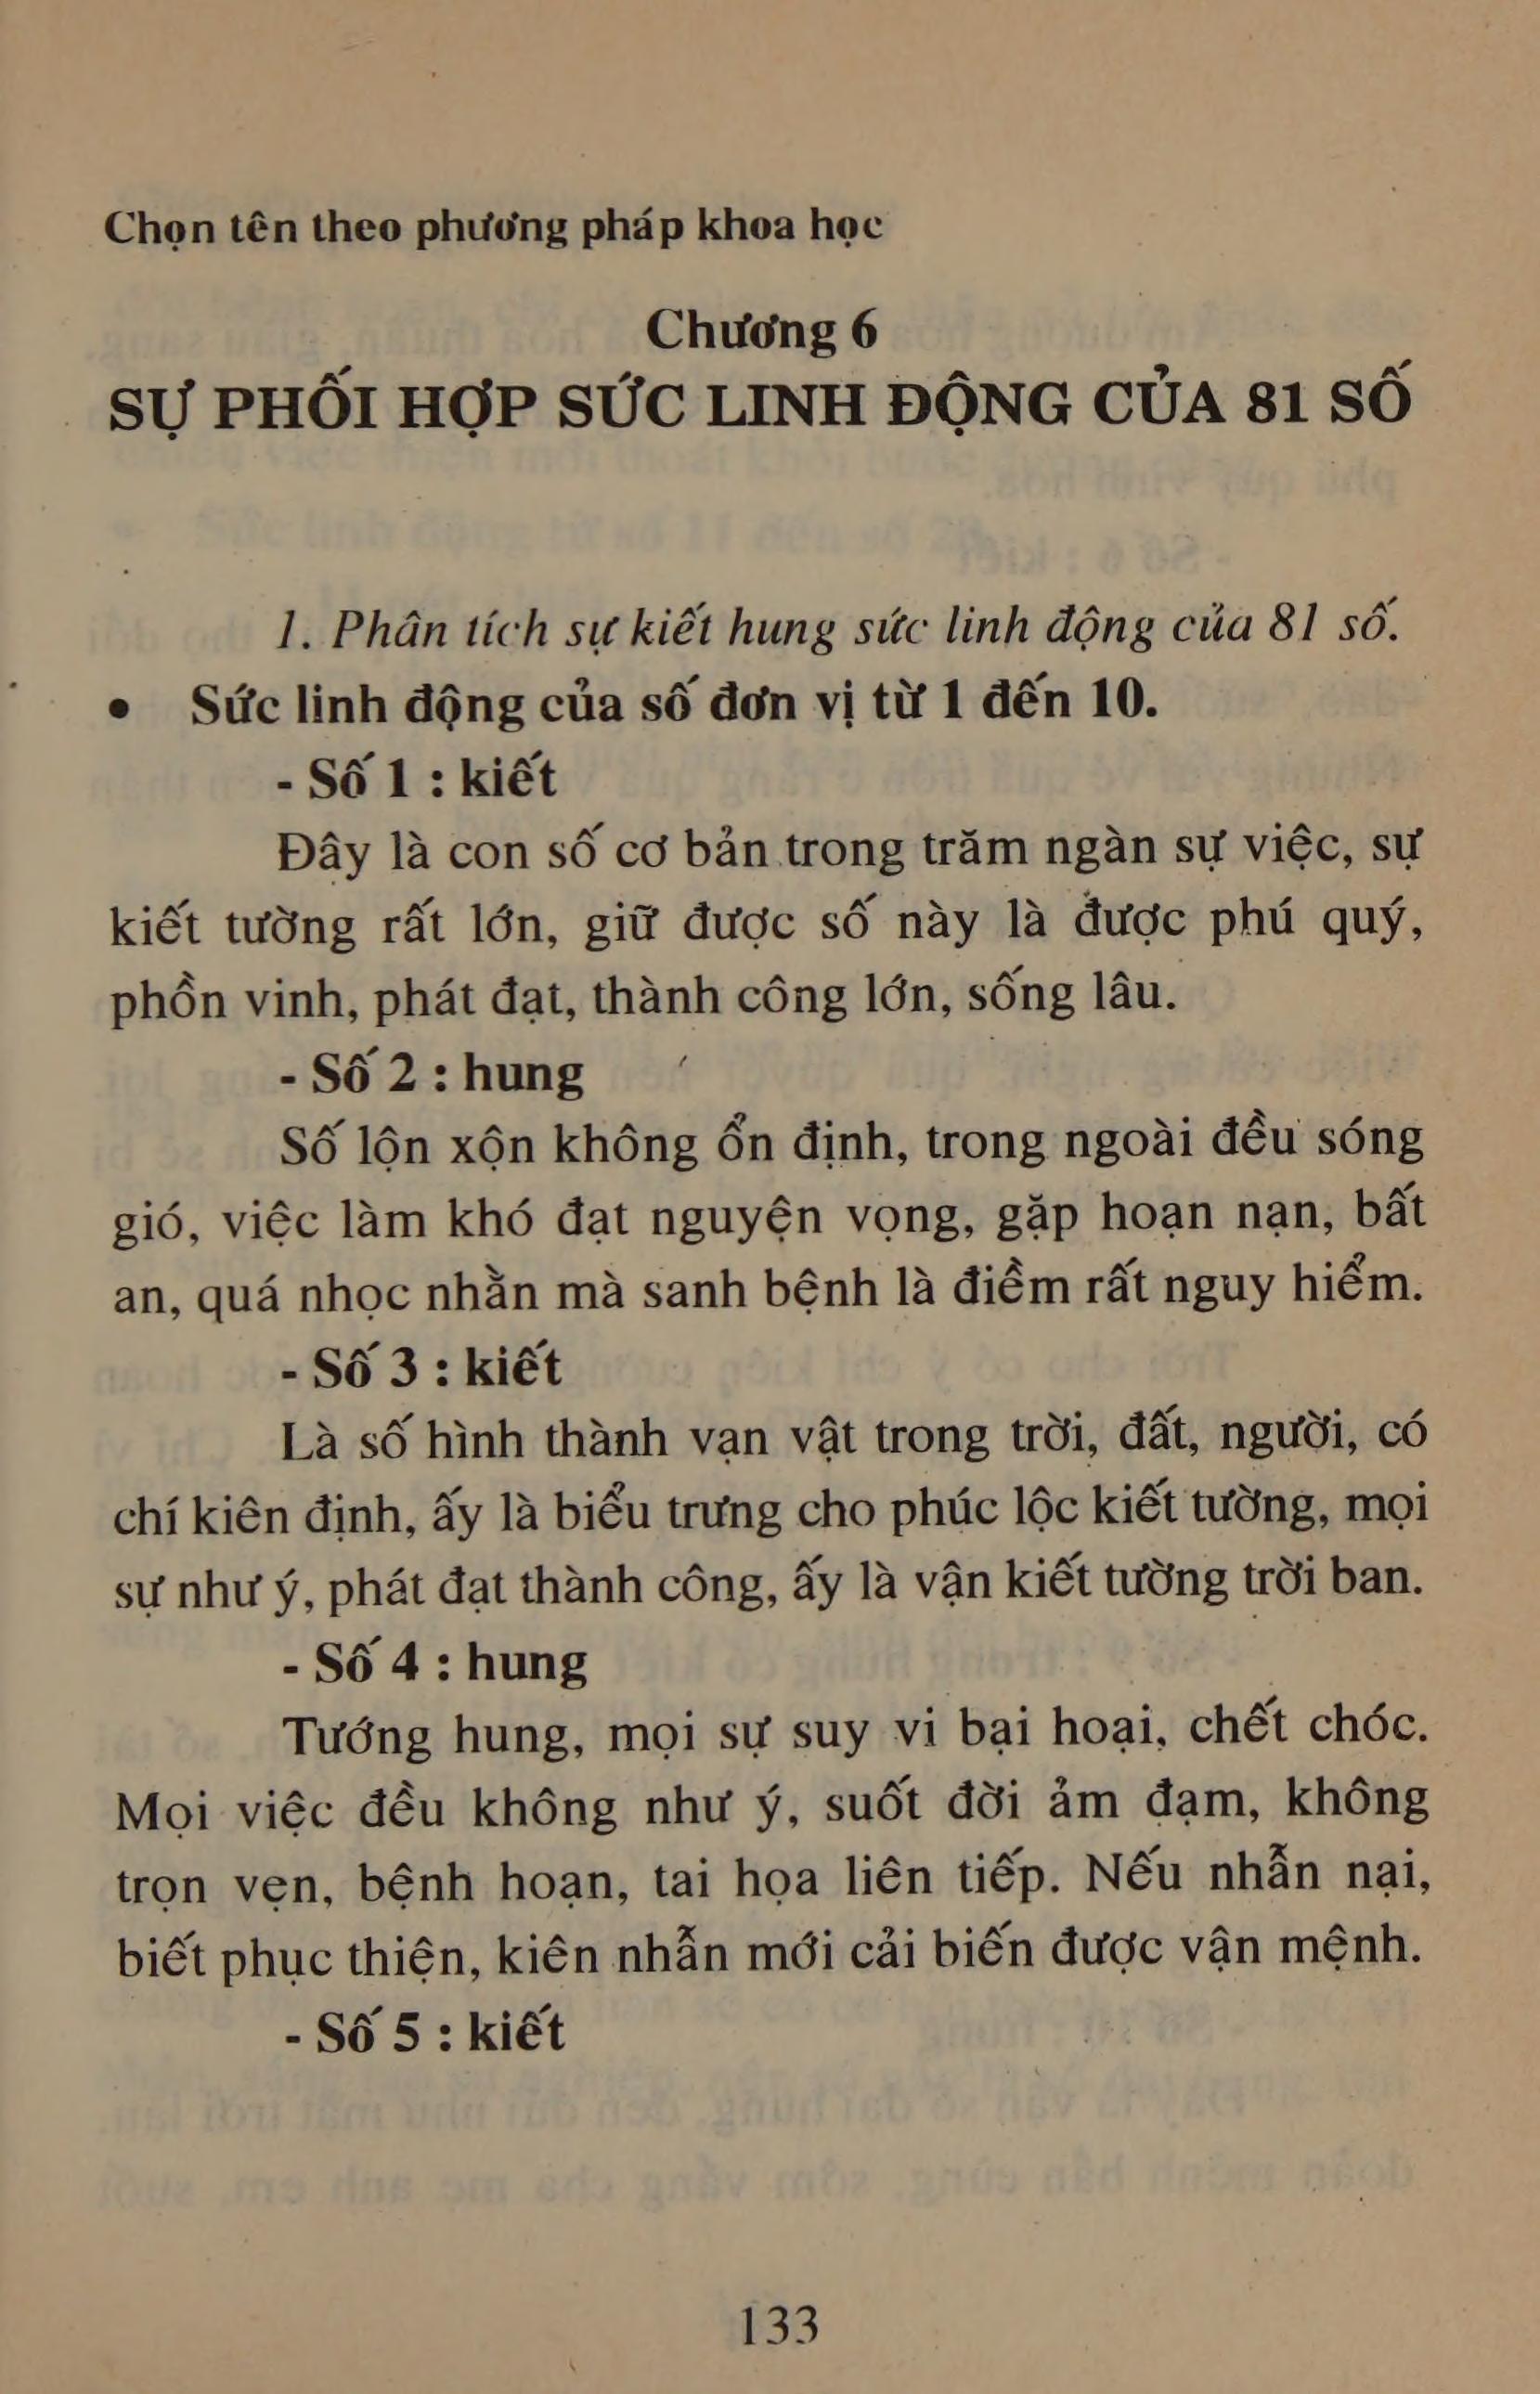 Chọn tên theo phương pháp khoa học
Chương 6
SỰ PHỐI HỢP SỨC LINH ĐỘNG CỦA 81 SỐ
1. Phân tích sự kiết hung sức linh động của 81 số.
• Sức linh động của số đơn vị từ 1 đến 10.
- Số 1 : kiết
Đây là con số cơ bản trong trăm ngàn sự việc, sự
kiết tường rất lớn, giữ được số này là được phú quý,
phồn vinh, phát đạt, thành công lớn, sống lâu.
- Số 2 : hung
Số lộn xộn không ổn định, trong ngoài đều sóng
gió, việc làm khó đạt nguyện vọng, gặp hoạn nạn, bất
an, quá nhọc nhằn mà sanh bệnh là điềm rất nguy hiểm.
- Số 3 : kiết
Là số hình thành vạn vật trong trời, đất, người, có
chí kiên định, ấy là biểu trưng cho phúc lộc kiết tường, mọi
sự như ý, phát đạt thành công, ấy là vận kiết tường trời ban.
- Số 4 : hung
Tướng hung, mọi sự suy vi bại hoại, chết chóc.
Mọi việc đều không như ý, suốt đời ảm đạm, không
trọn vẹn, bệnh hoạn, tai họa liên tiếp. Nếu nhẫn nại,
biết phục thiện, kiên nhẫn mới cải biến được vận mệnh.
- Số 5 : kiết
133